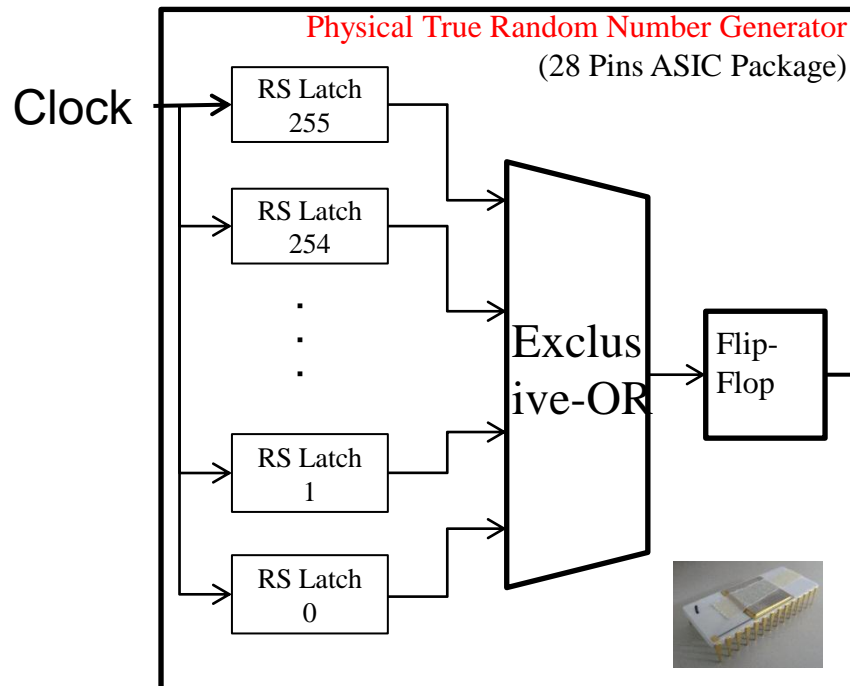 Physical True Random Number Generator
(28 Pins ASIC Package)
Clock
RS Latch
255
RS Latch
254
.
.
.
Exclus
ive-OR
Flip-
Flop
RS Latch
1
RS Latch
0